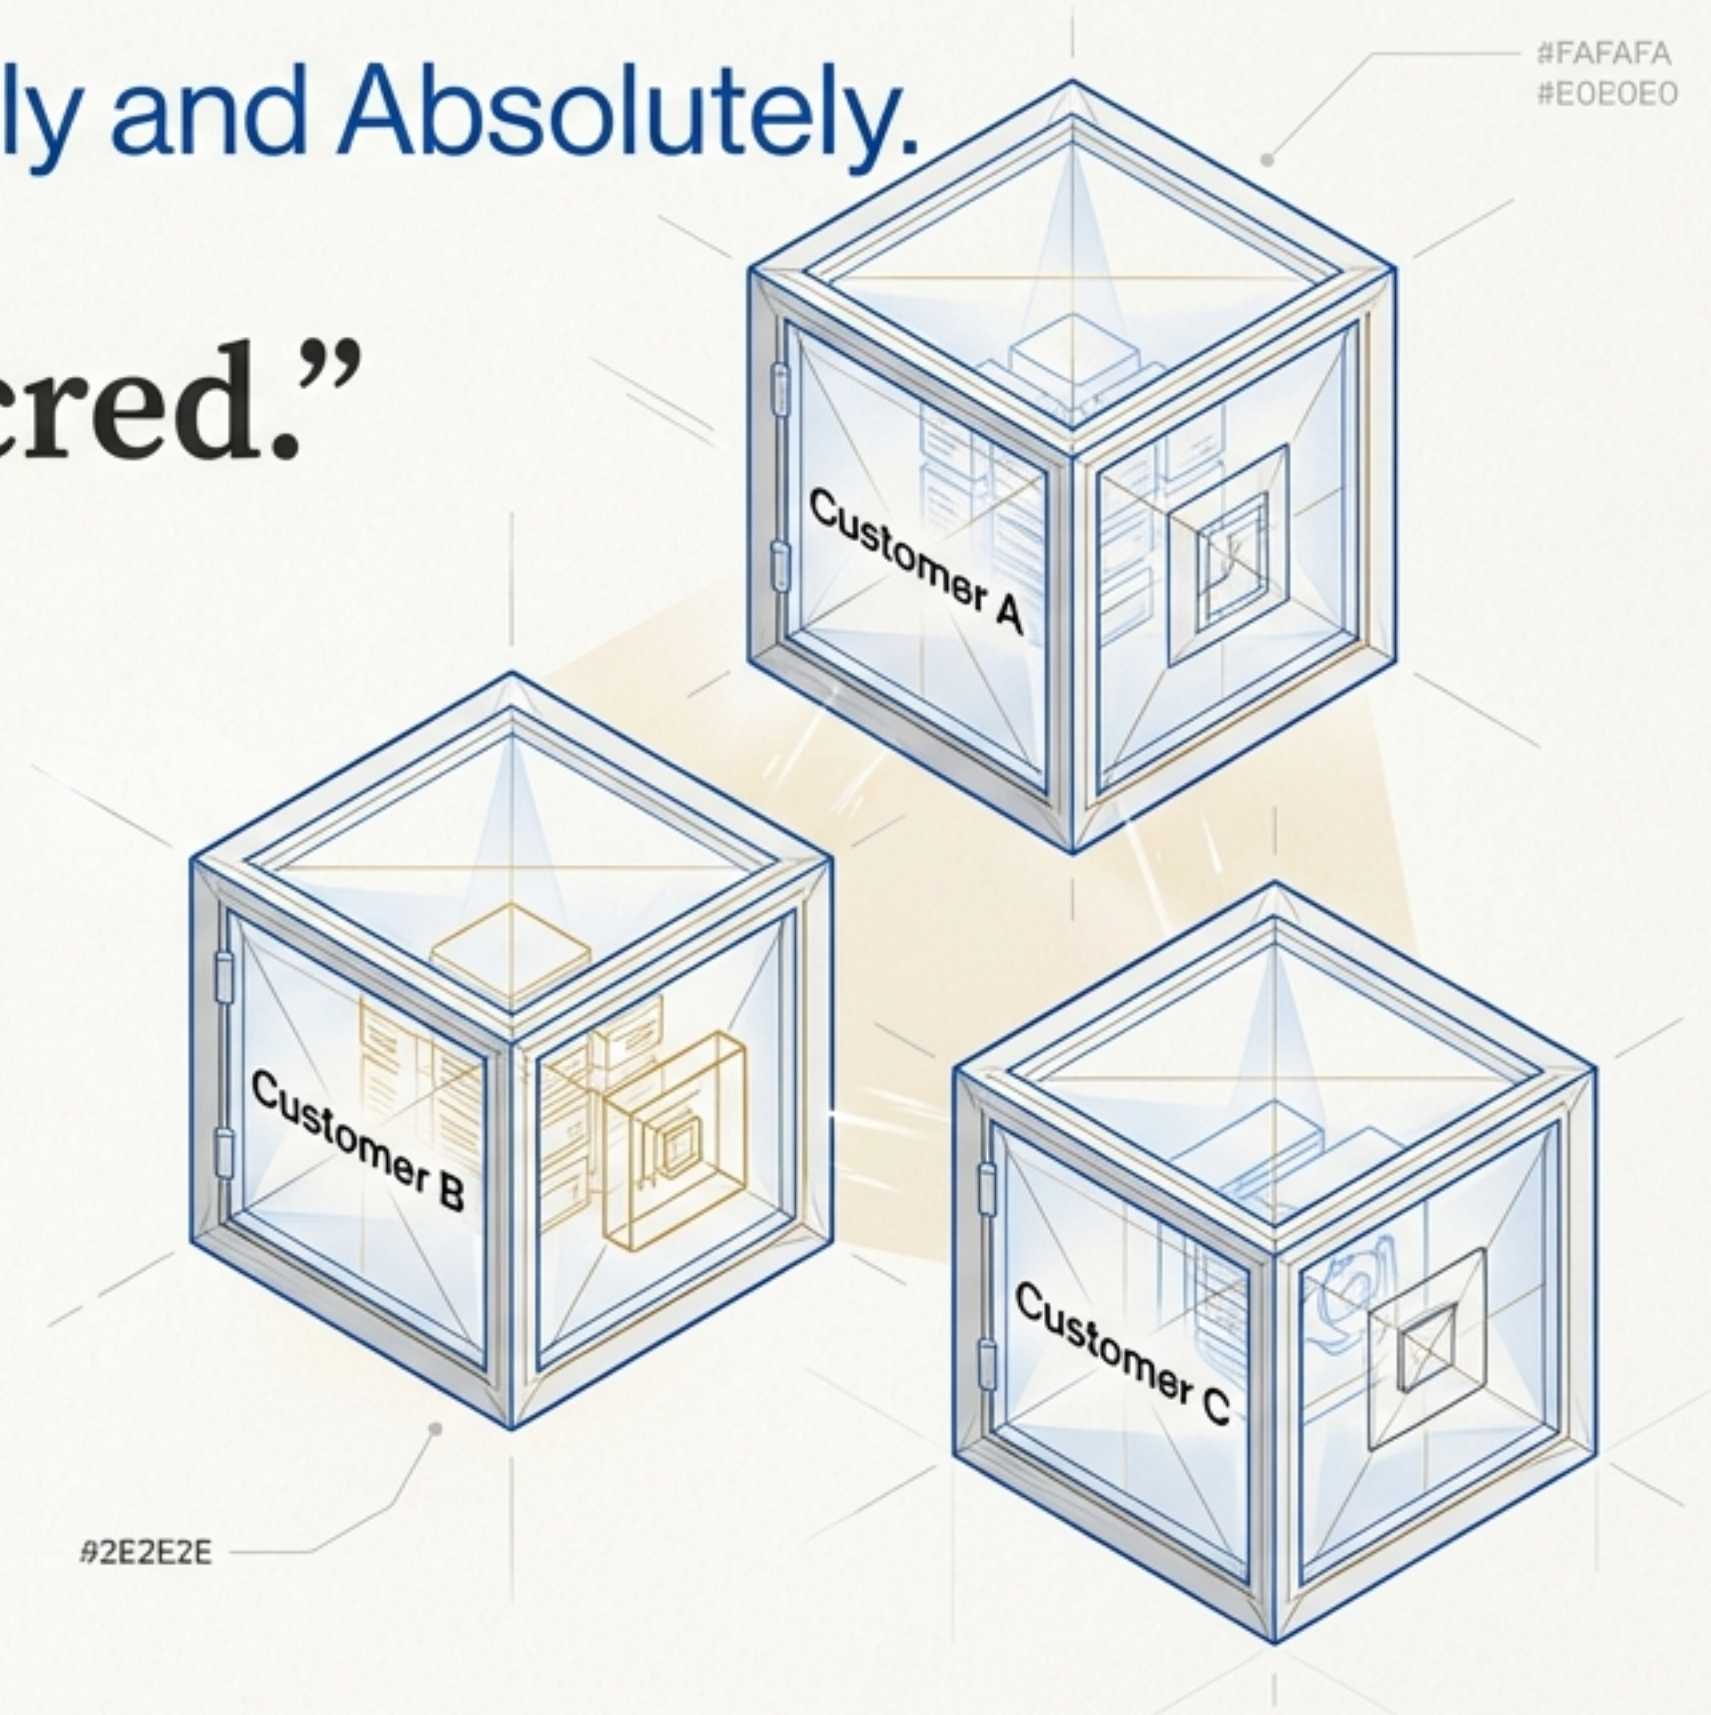 ly and Absolutely.
cred.”
#FAFAFA
#E0E0E0
Customer A
Customer B
Customer C
#2E2E2E